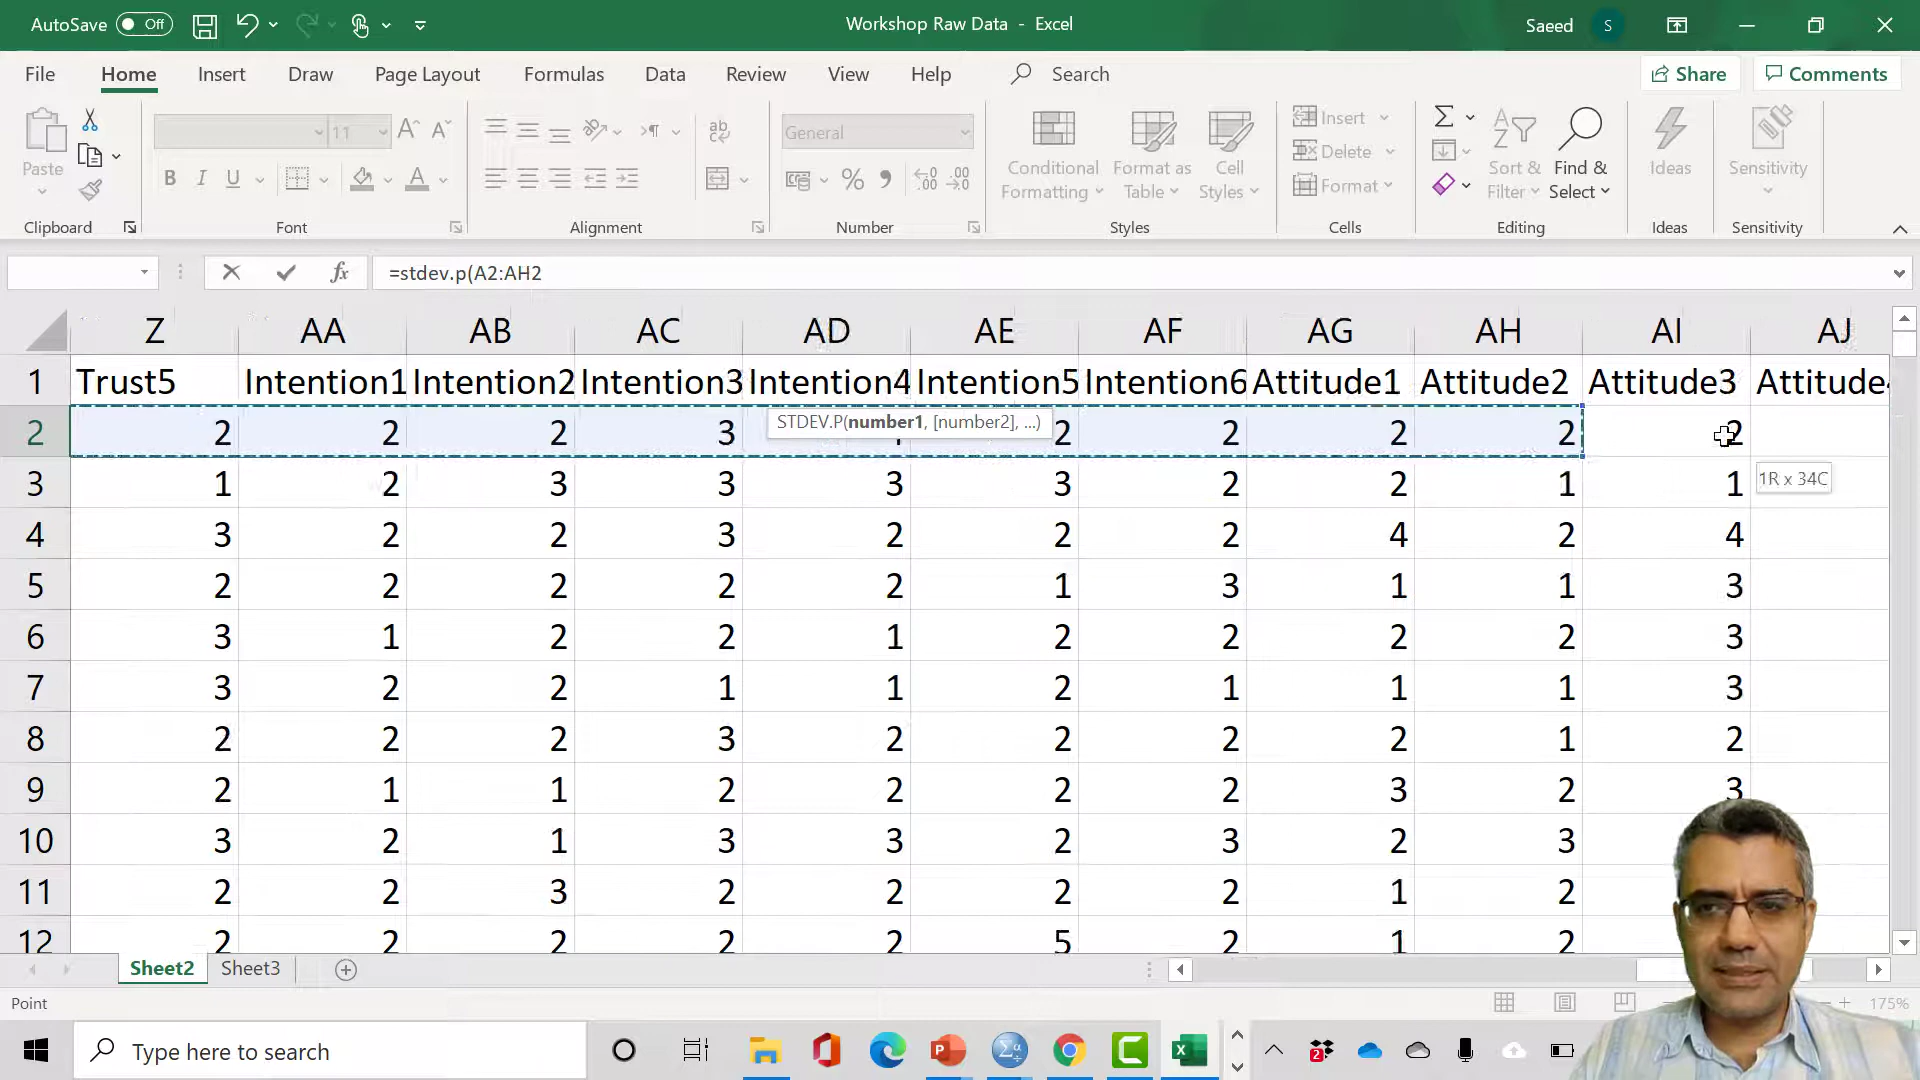 AutoSave Off
Workshop Raw Data - Excel
Saeed S
File Home Insert Draw Page Layout Formulas Data Review View Help Search
Share Comments
Paste
Clipboard
11
B I U A
Font
ab
Alignment
General
%
Number
Conditional Formatting
Format as Table
Cell Styles
Styles
Insert
Delete
Format
Cells
Sort & Filter
Find & Select
Editing
Ideas
Ideas
Sensitivity
Sensitivity
fx =stdev.p(A2:AH2
Z AA AB AC AD AE AF AG AH AI AJ
1 Trust5 Intention1 Intention2 Intention3 Intention4 Intention5 Intention6 Attitude1 Attitude2 Attitude3 Attitude4
STDEV.P(number1, [number2], ...)
2 2 2 2 3 2 2 2 2 2
3 1 2 3 3 3 3 2 2 1 1
1R x 34C
4 3 2 2 3 2 2 2 4 2 4
5 2 2 2 2 2 1 3 1 1 3
6 3 1 2 2 1 2 2 2 2 3
7 3 2 2 1 1 2 1 1 1 3
8 2 2 2 3 2 2 2 2 1 2
9 2 1 1 2 2 2 2 3 2 3
10 3 2 1 3 3 2 3 2 3
11 2 2 3 2 2 2 2 1 2
12 2 2 2 2 2 5 2 1 2
Sheet2 Sheet3
Point
175%
Type here to search
2